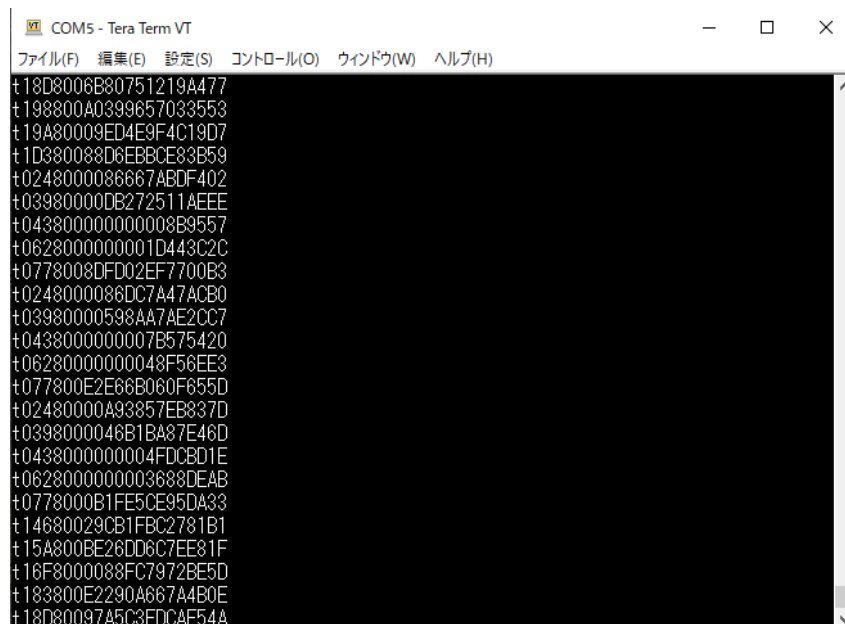 COM5 - Tera Term VT
ファイル(F) 編集(E) 設定(S) コントロール(O) ウィンドウ(W) ヘルプ(H)
t18D8006B80751219A477
t198800A0399657033553
t19A80009ED4E9F4C19D7
t1D380088D6EBBCE83B59
t0248000086667ABDF402
t03980000DB272511AEEE
t04380000000008B9557
t0628000000001D443C2C
t0778008DFD02EF7700B3
t0248000086DC7A47ACB0
t03980000598AA7AE2CC7
t0438000000007B575420
t06280000000048F56EE3
t077800E2E66B060F655D
t02480000A93857EB837D
t0398000046B1BA87E46D
t0438000000004FDCBD1E
t0628000000003688DEAB
t0778000B1FE5CE95DA33
t14680029CB1FBC2781B1
t15A800BE26DD6C7EE81F
t16F8000088FC7972BE5D
t183800E2290A667A4B0E
t18D80097A5C3FDCAF54A